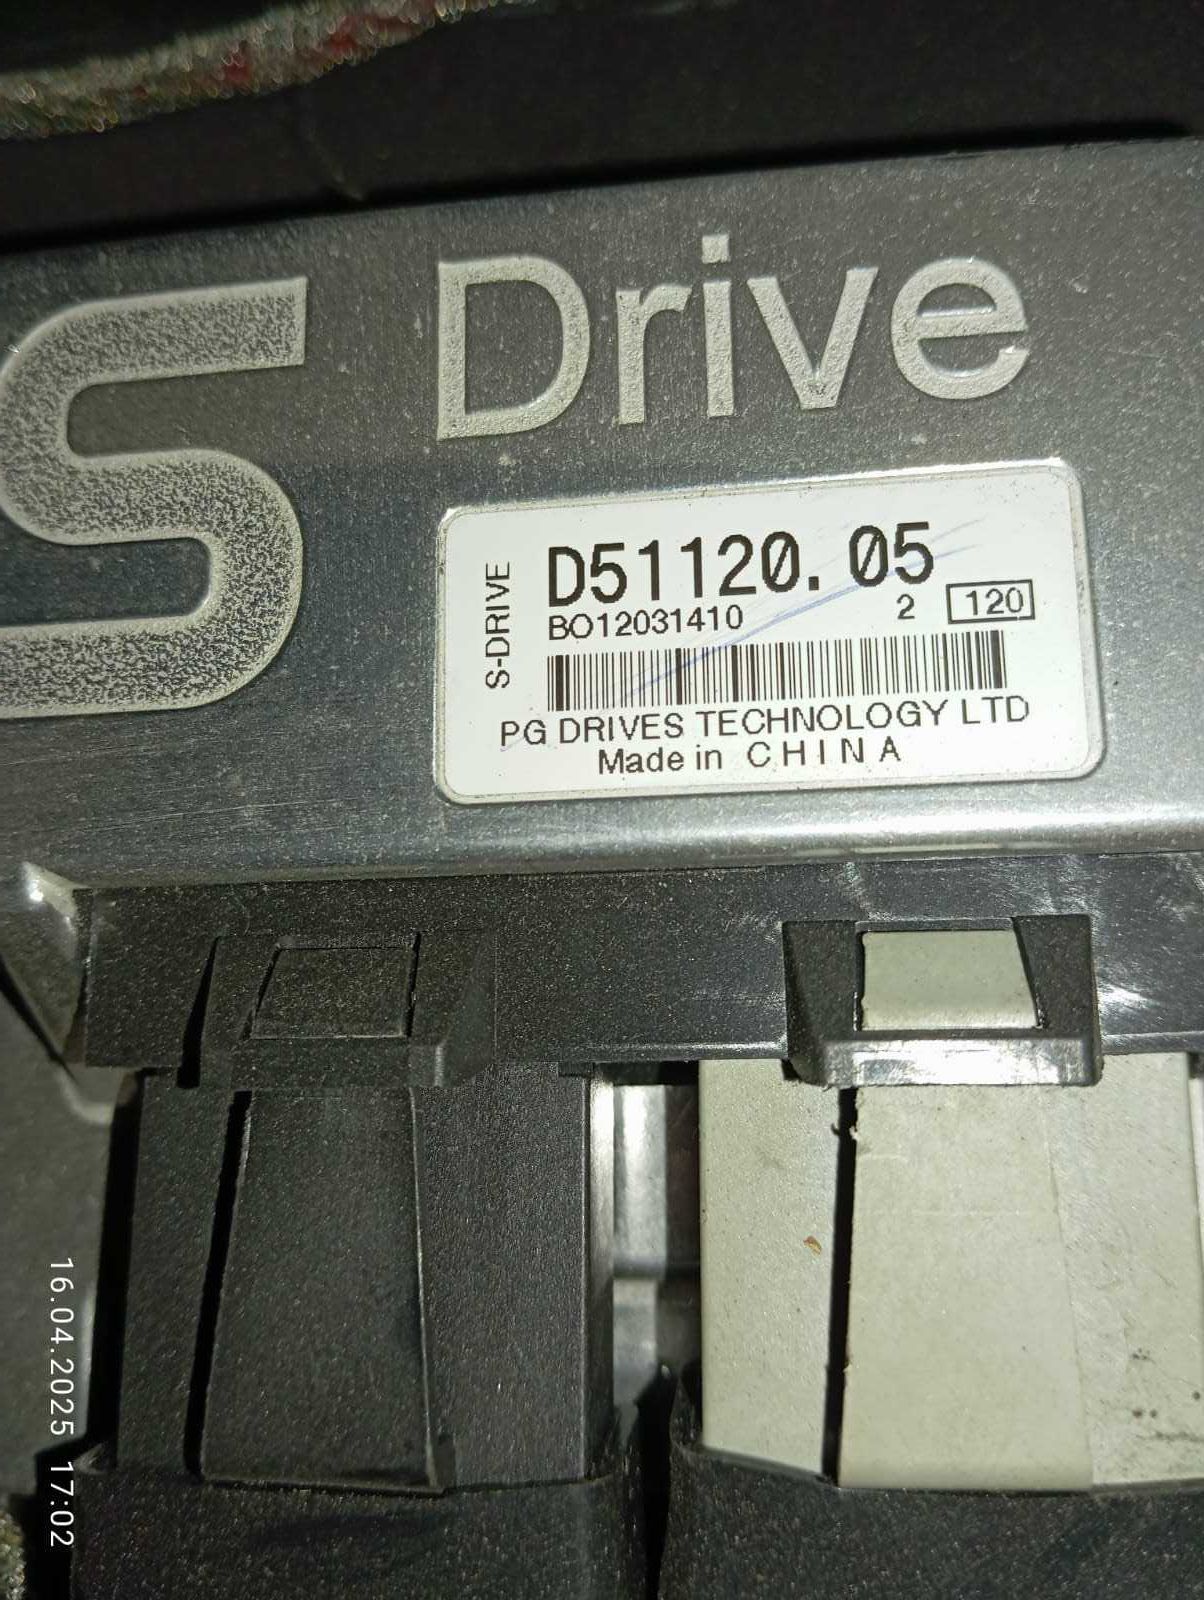 S Drive
S-DRIVE
D51120.05
BO12031410 2 120
PG DRIVES TECHNOLOGY LTD
Made in CHINA
16.04.2025 17:02